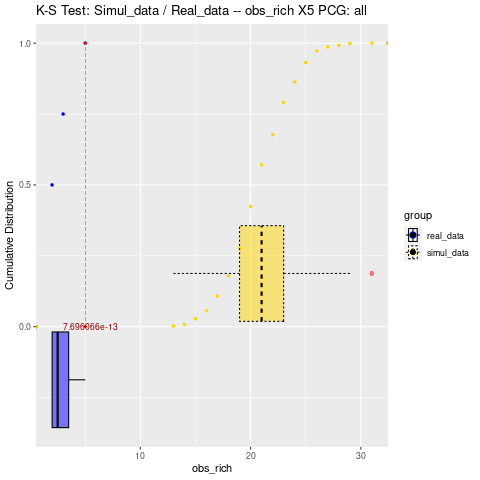 K-S Test: Simul_data / Real_data -- obs_rich X5 PCG: all
Cumulative Distribution
1.0
0.5
0.0
7.696066e-13
10 20 30
obs_rich
group
real_data
simul_data